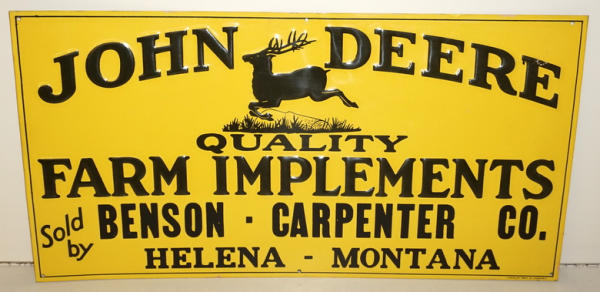 JOHN DEERE
QUALITY
FARM IMPLEMENTS
Sold by BENSON · CARPENTER CO.
HELENA - MONTANA